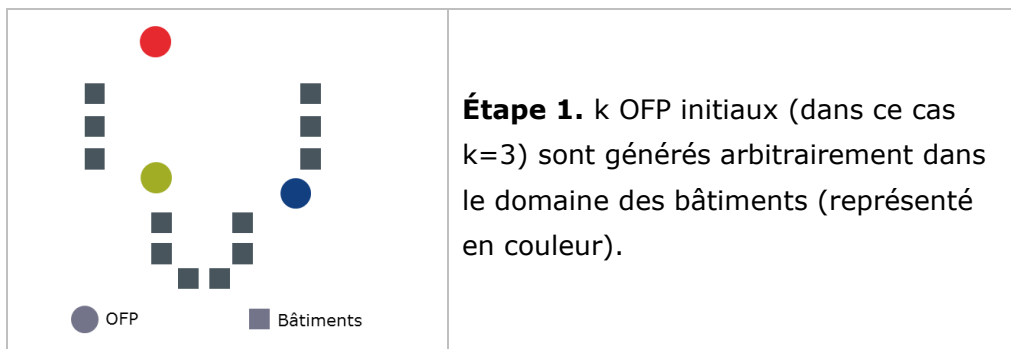 Étape 1. k OFP initiaux (dans ce cas
k=3) sont générés arbitrairement dans
le domaine des bâtiments (représenté
en couleur).
OFP
Bâtiments